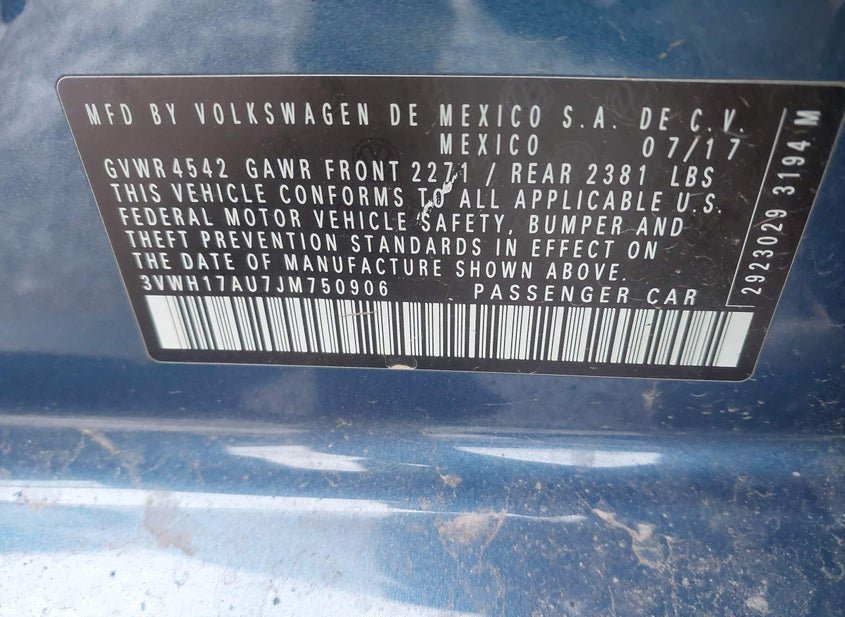 MFD BY VOLKSWAGEN DE MEXICO S.A. DE C.V.
MEXICO 07/17
GVWR 4542 GAWR FRONT 2271 / REAR 2381 LBS
THIS VEHICLE CONFORMS TO ALL APPLICABLE U.S.
FEDERAL MOTOR VEHICLE SAFETY, BUMPER AND
THEFT PREVENTION STANDARDS IN EFFECT ON
THE DATE OF MANUFACTURE SHOWN ABOVE.
3VWH17AU7JM750906 PASSENGER CAR
2923029 3194 M